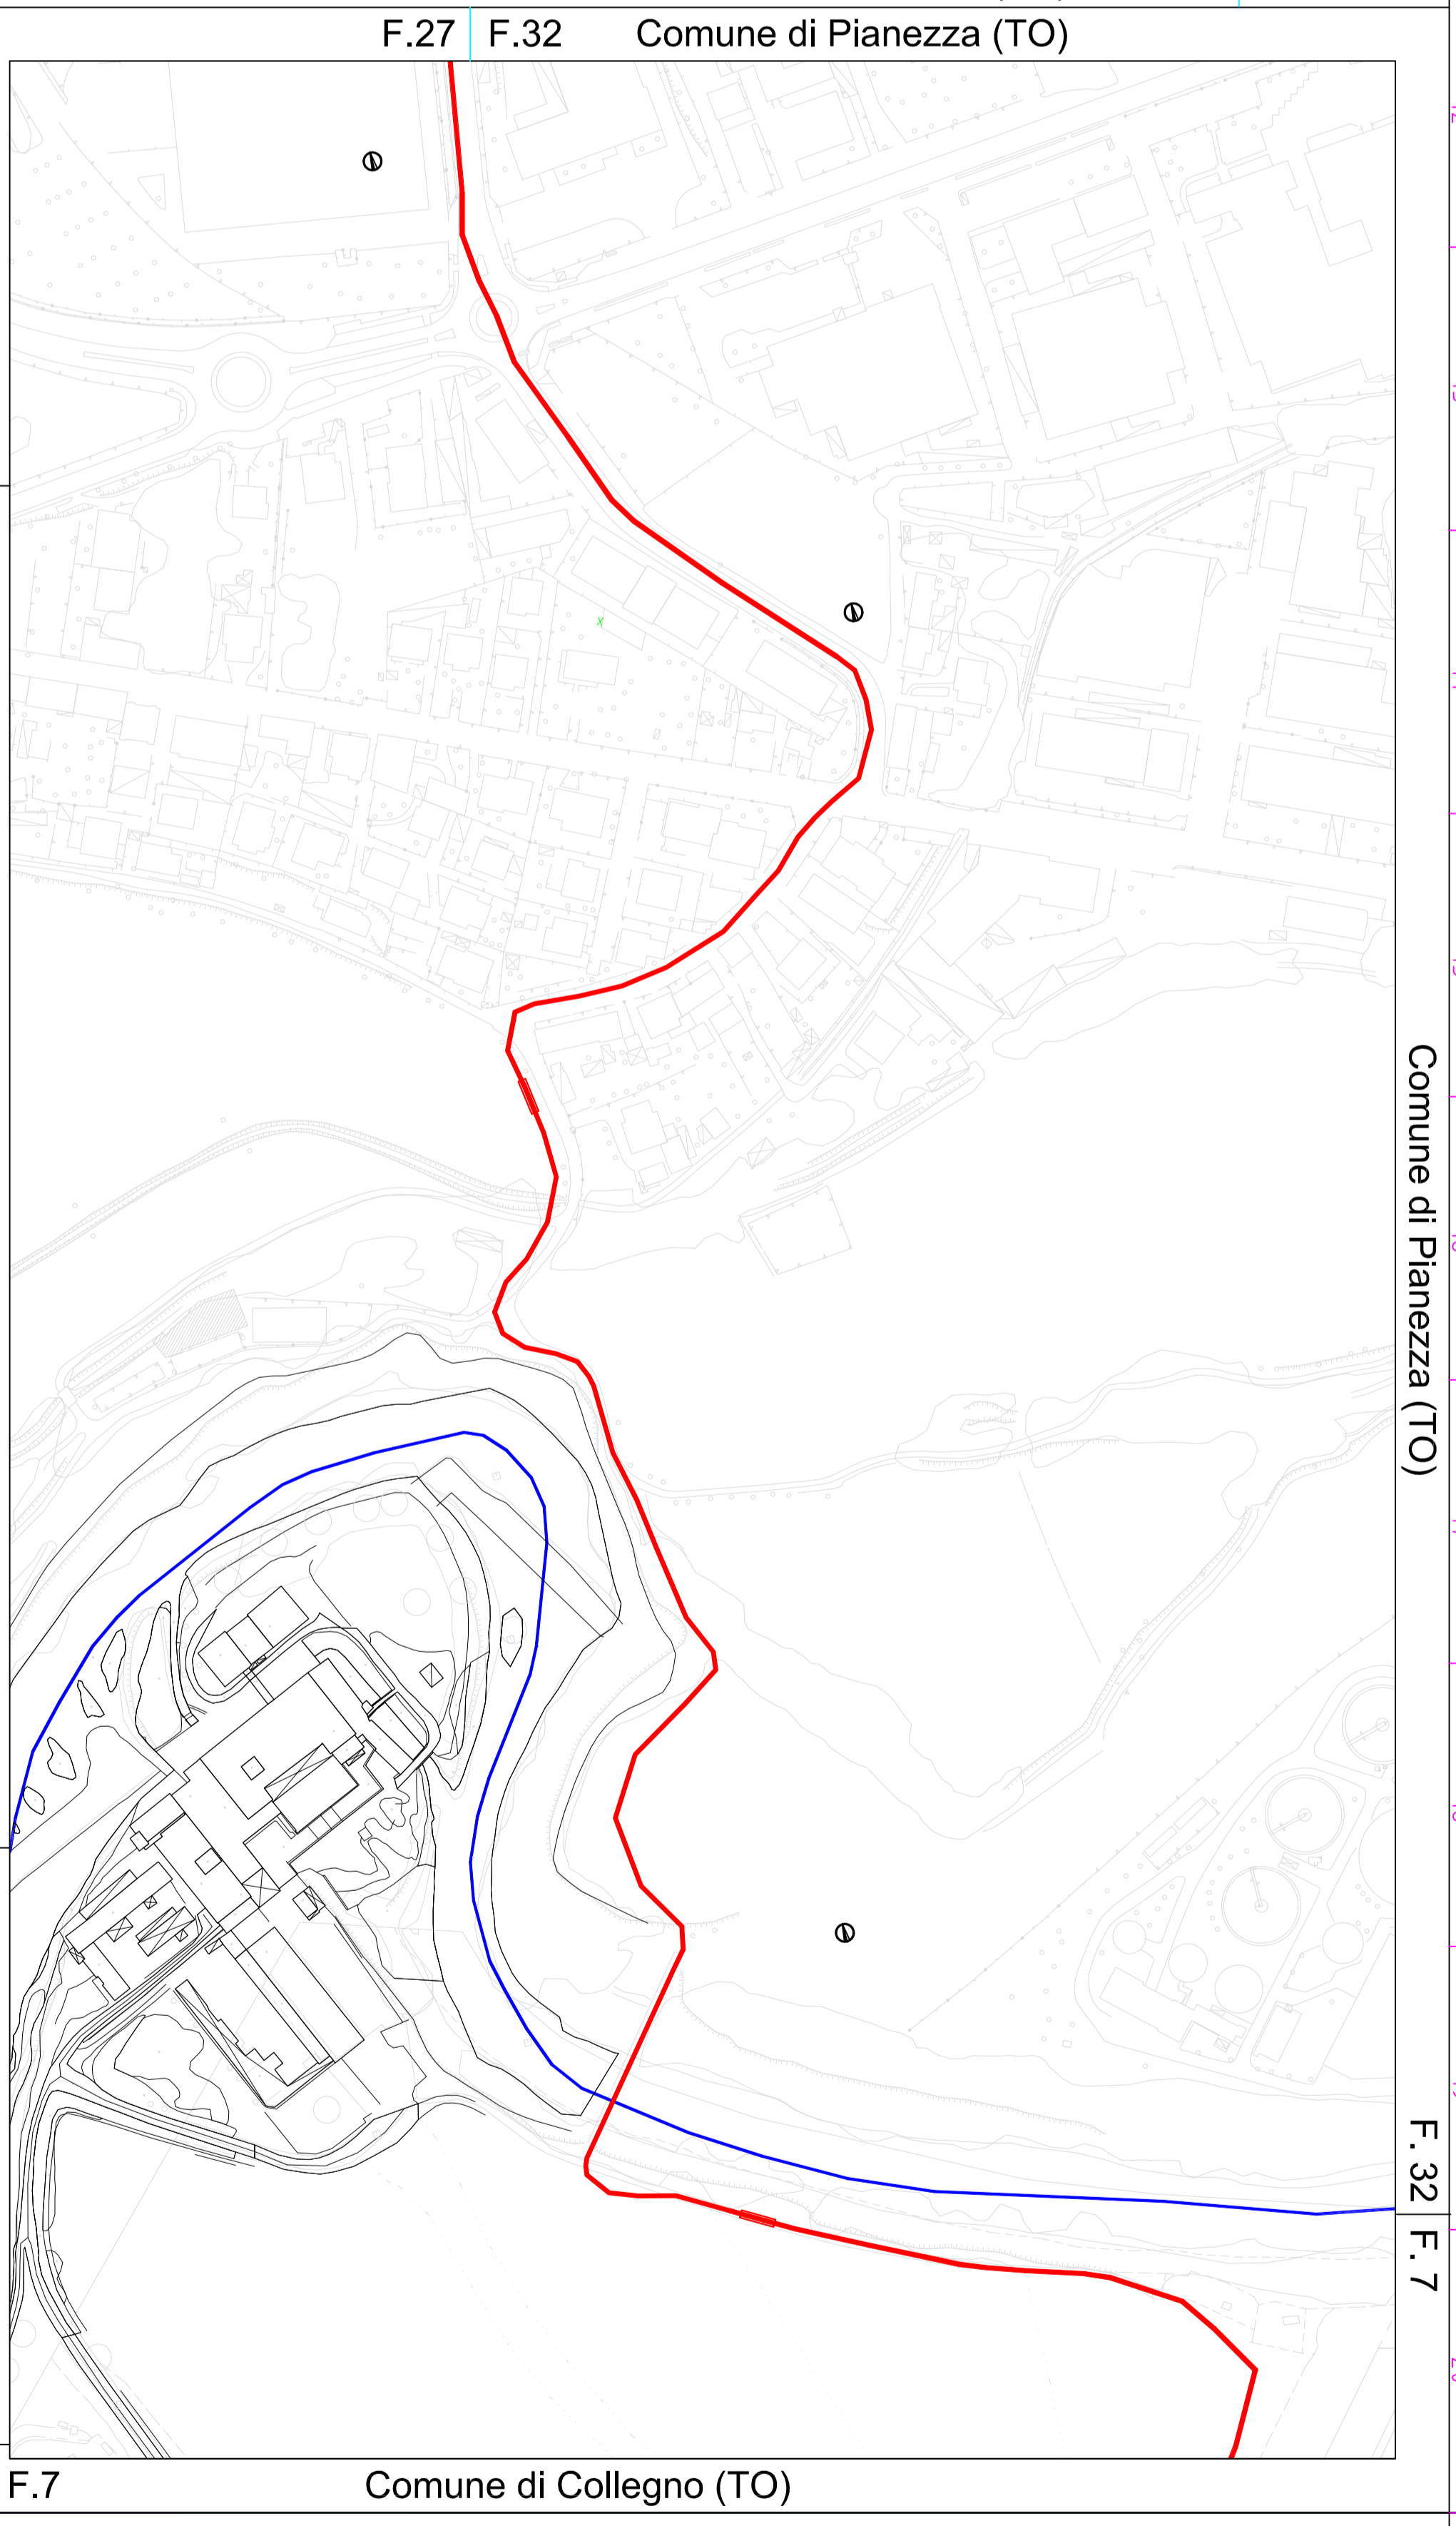 F.27 F.32 Comune di Pianezza (TO)
x
Comune di Pianezza (TO)
F. 32 F. 7
F.7 Comune di Collegno (TO)